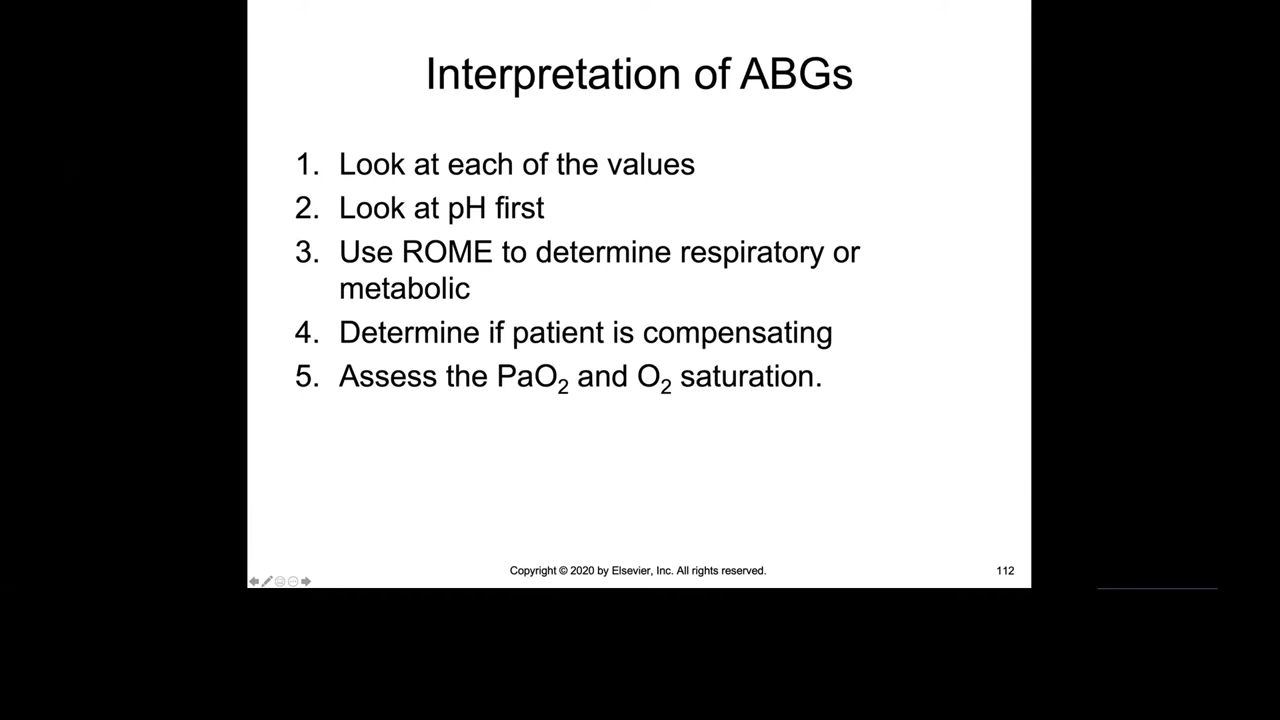 Interpretation of ABGs
1. Look at each of the values
2. Look at pH first
3. Use ROME to determine respiratory or
metabolic
4. Determine if patient is compensating
5. Assess the PaO₂ and O₂ saturation.
Copyright © 2020 by Elsevier, Inc. All rights reserved.
112